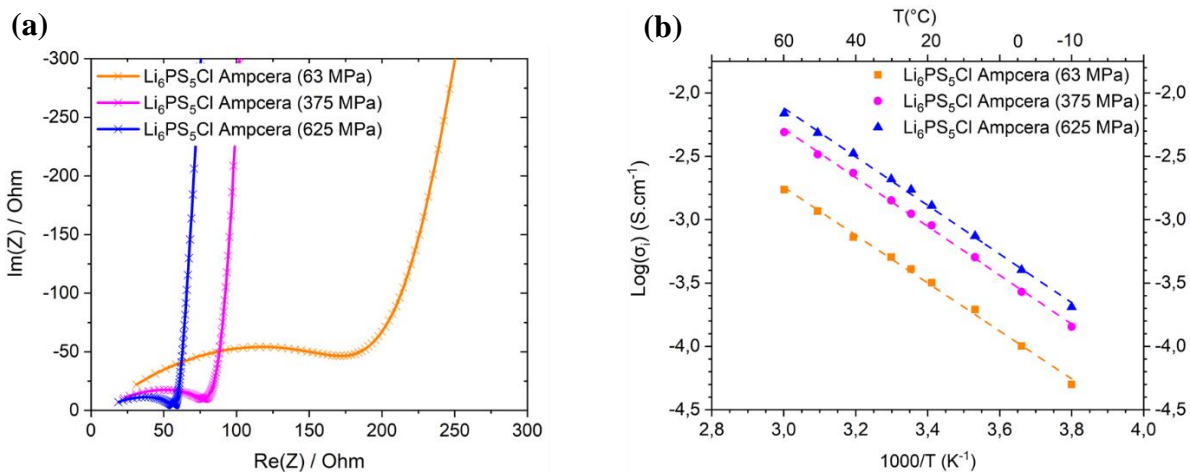 (a)
-300
-250
-200
-150
-100
-50
0
Im(Z) / Ohm
Li₆PS₅Cl Ampcera (63 MPa)
Li₆PS₅Cl Ampcera (375 MPa)
Li₆PS₅Cl Ampcera (625 MPa)
0 50 100 150 200 250 300
Re(Z) / Ohm
(b)
T(°C)
60 40 20 0 -10
Li₆PS₅Cl Ampcera (63 MPa)
Li₆PS₅Cl Ampcera (375 MPa)
Li₆PS₅Cl Ampcera (625 MPa)
Log(σᵢ) (S.cm⁻¹)
-2,0 -2,0
-2,5 -2,5
-3,0 -3,0
-3,5 -3,5
-4,0 -4,0
-4,5 -4,5
2,8 3,0 3,2 3,4 3,6 3,8 4,0
1000/T (K⁻¹)